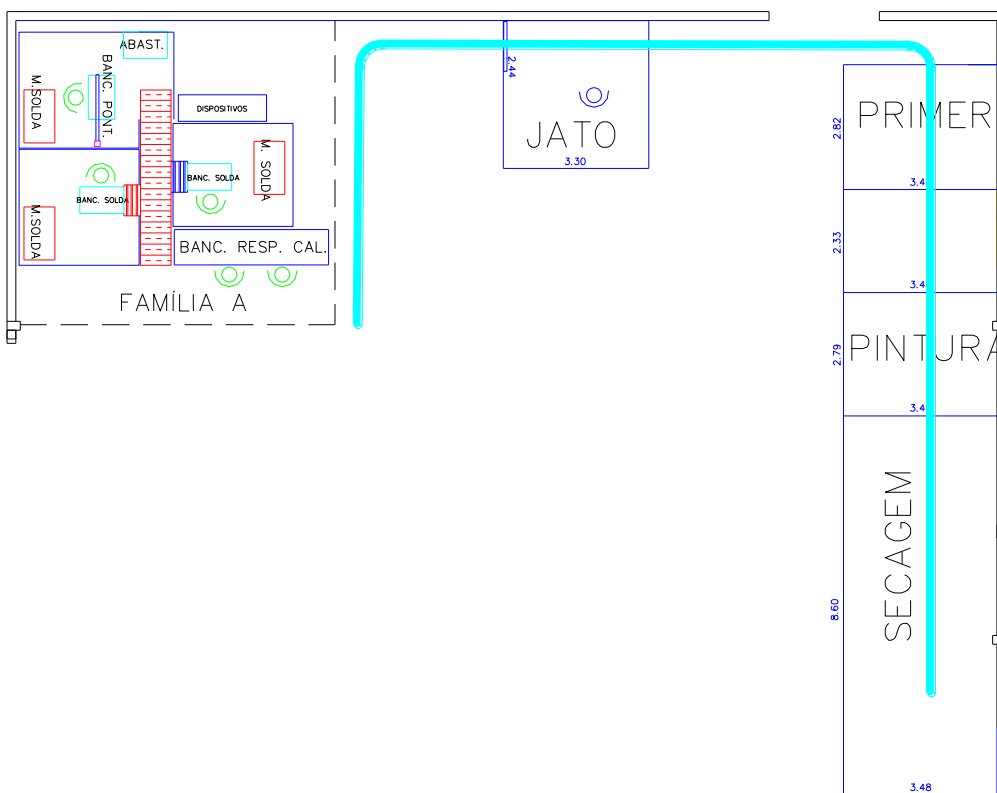 ABAST.
BANC. PONT.
M.SOLDA
DISPOSITIVOS
M. SOLDA
BANC. SOLDA
BANC. SOLDA
M.SOLDA
BANC. RESP. CAL.
FAMÍLIA A
2.44
JATO
3.30
PRIMER
2.82
3.4
2.33
3.4
PINTURA
2.79
3.4
SECAGEM
8.60
3.48